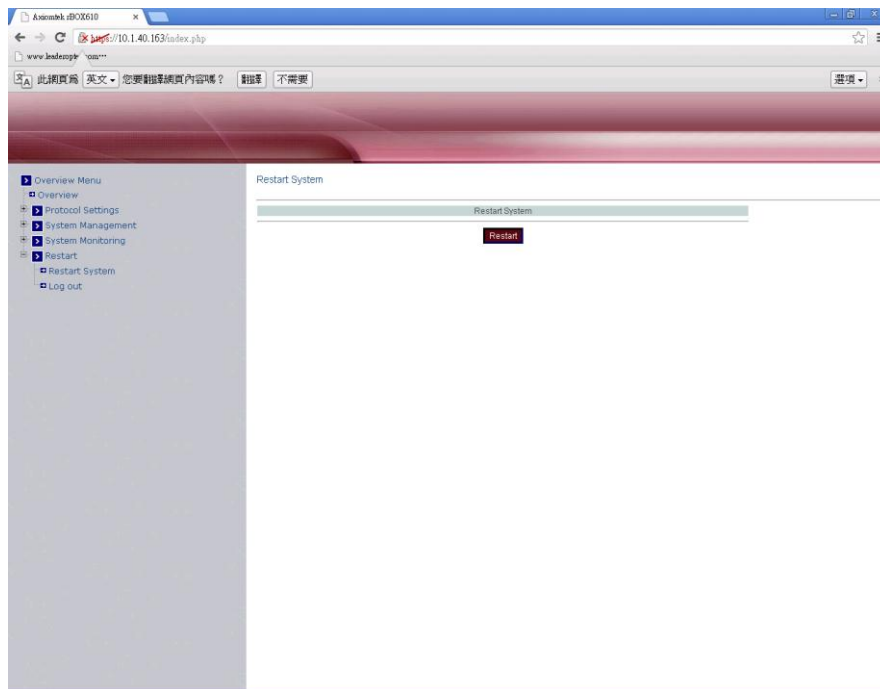 Axiomtek zBOX610
https://10.1.40.163/index.php
此網頁為 英文 您要翻譯網頁內容嗎？ 翻譯 不需要 選項
Overview Menu
Overview
Protocol Settings
System Management
System Monitoring
Restart
Restart System
Log out
Restart System
Restart System
Restart